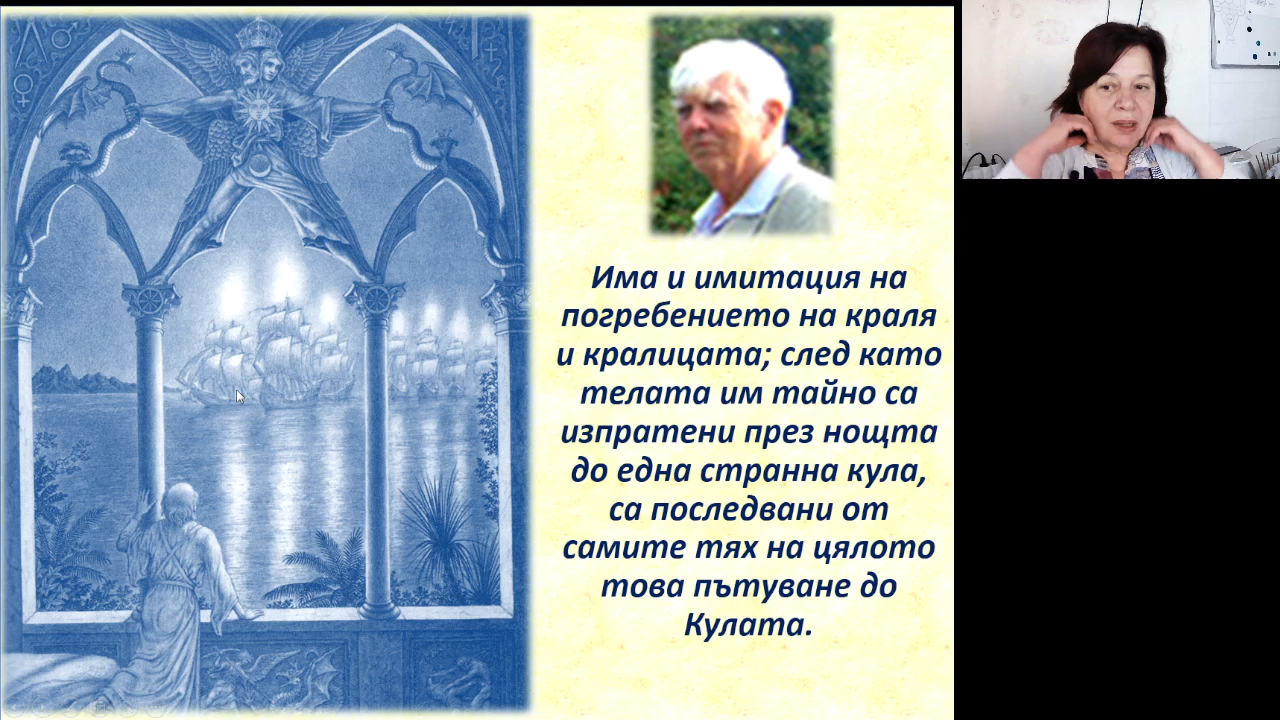 Има и имитация на
погребението на краля
и кралицата; след като
телата им тайно са
изпратени през нощта
до една странна кула,
са последвани от
самите тях на цялото
това пътуване до
Кулата.